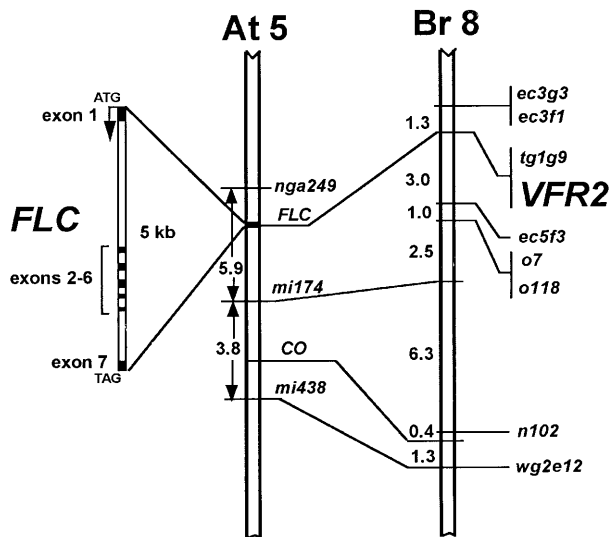 At 5
Br 8
ATG
exon 1
FLC
5 kb
exons 2-6
exon 7
TAG
nga249
FLC
5.9
mi174
3.8
CO
mi438
1.3
3.0
1.0
2.5
6.3
0.4
1.3
ec3g3
ec3f1
tg1g9
VFR2
ec5f3
o7
o118
n102
wg2e12